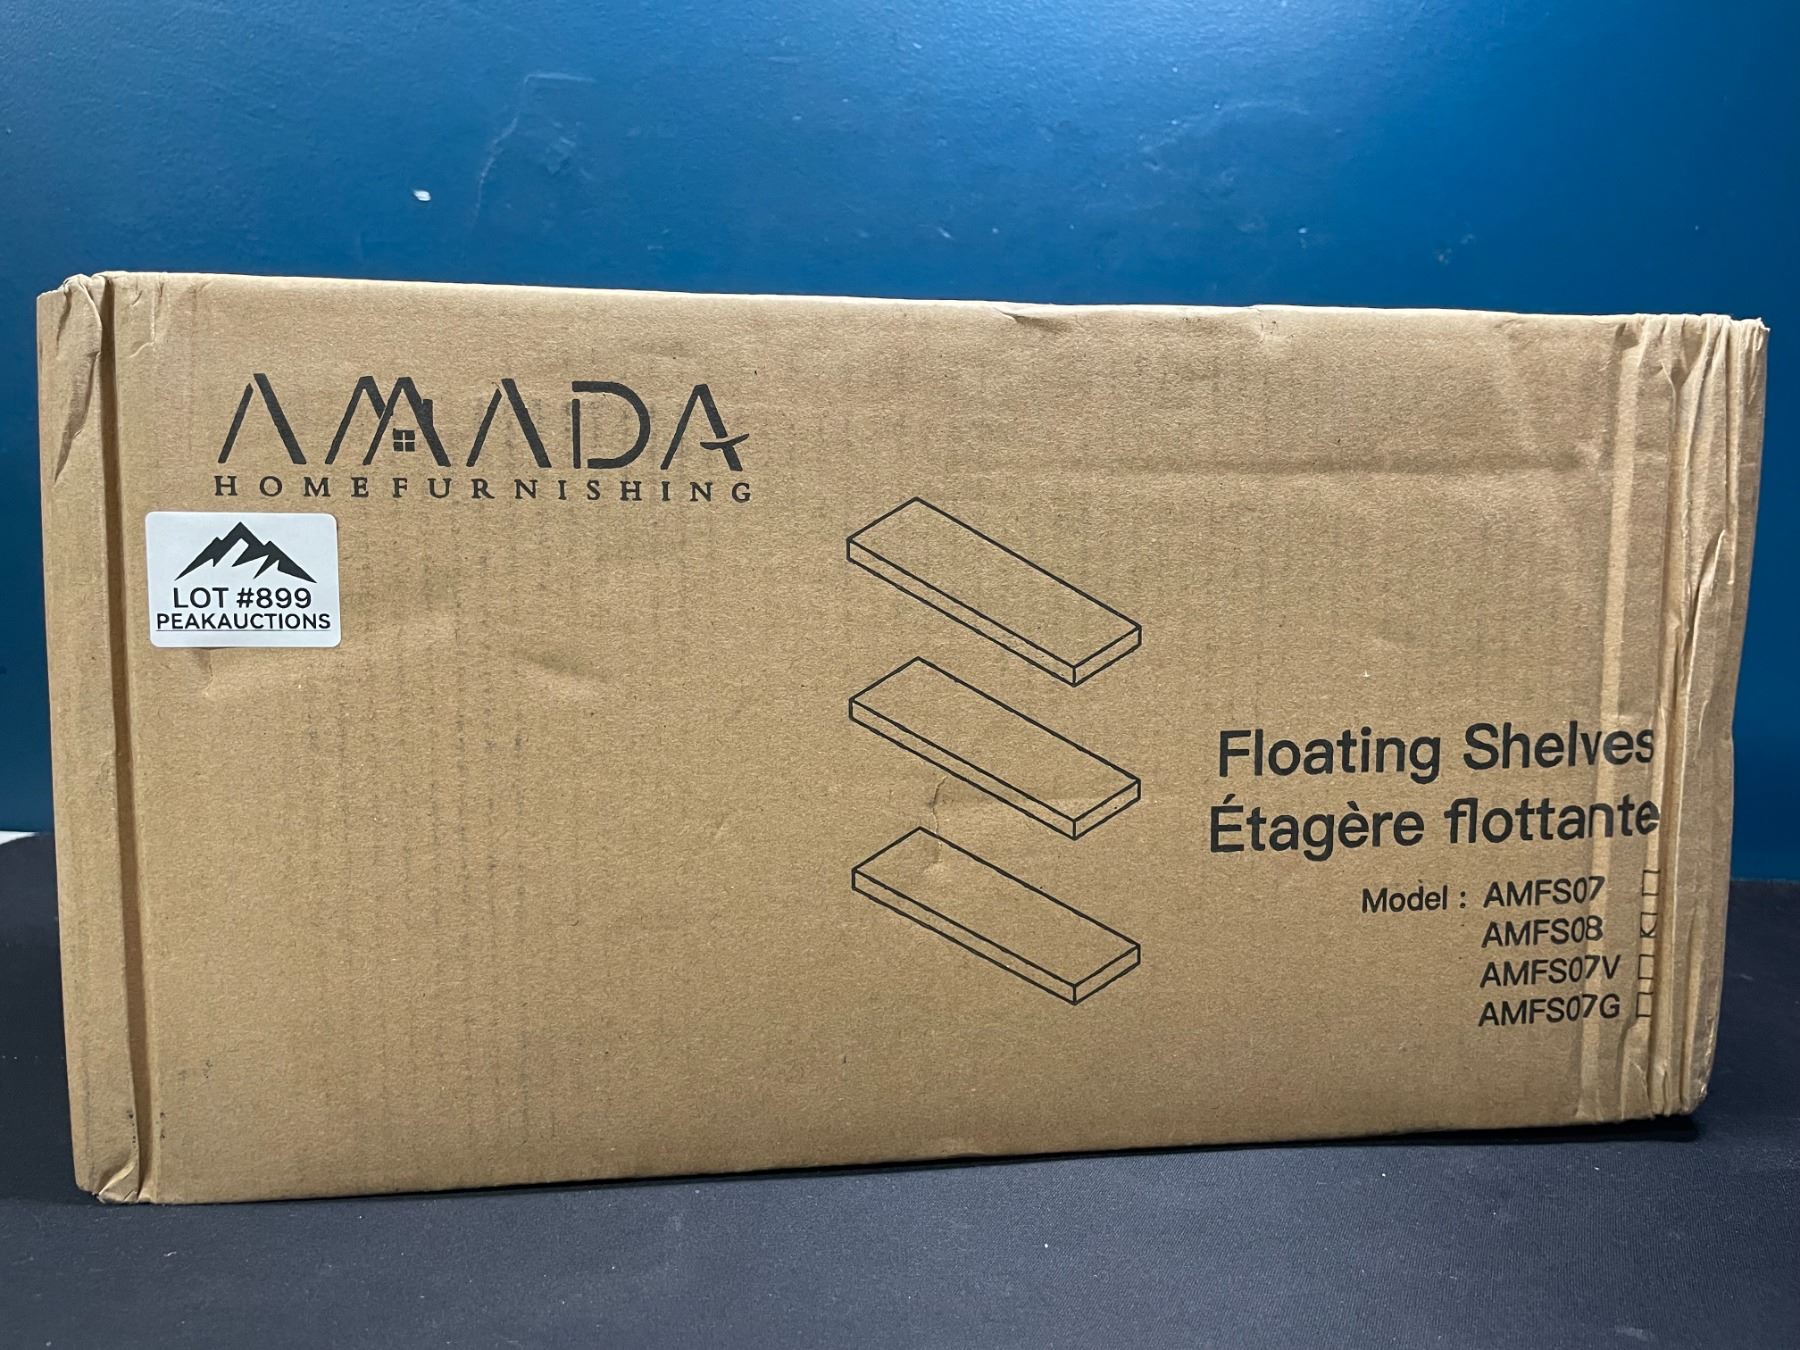 AMADA
HOMEFURNISHING
LOT #899
PEAKAUCTIONS
Floating Shelves
Étagère flottante
Model : AMFS07
AMFS08
AMFS07V
AMFS07G